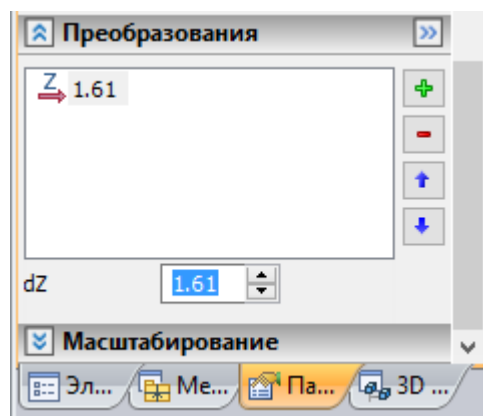 Преобразования
Z 1.61
dZ 1.61
Масштабирование
Эл... Ме... Па... 3D ...